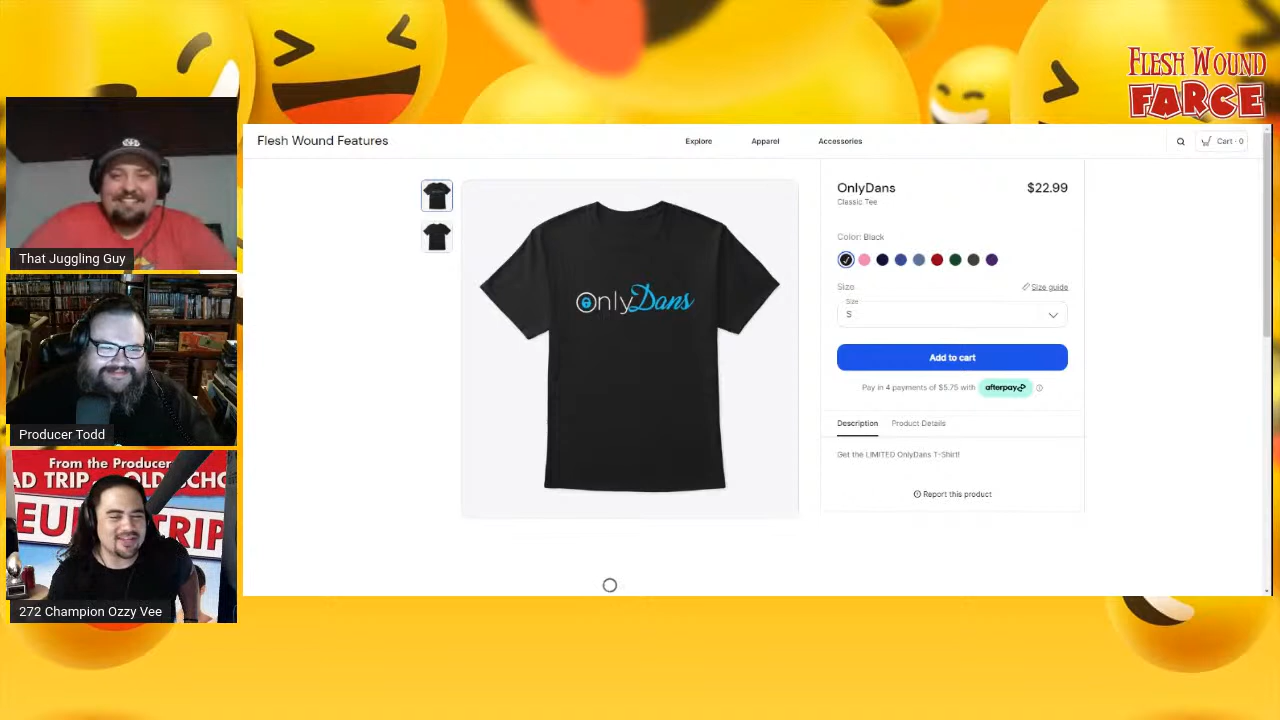 FLESH WOUND
FARCE
Flesh Wound Features
Explore
Apparel
Accessories
Cart · 0
OnlyDans
$22.99
Classic Tee
Color: Black
Size
Size guide
Size
S
Add to cart
Pay in 4 payments of $5.75 with afterpay
Description
Product Details
Get the LIMITED OnlyDans T-Shirt!
Report this product
OnlyDans
That Juggling Guy
Producer Todd
From the Producer
AD TRIP
OLD SCHO
EU
TRIP
272 Champion Ozzy Vee